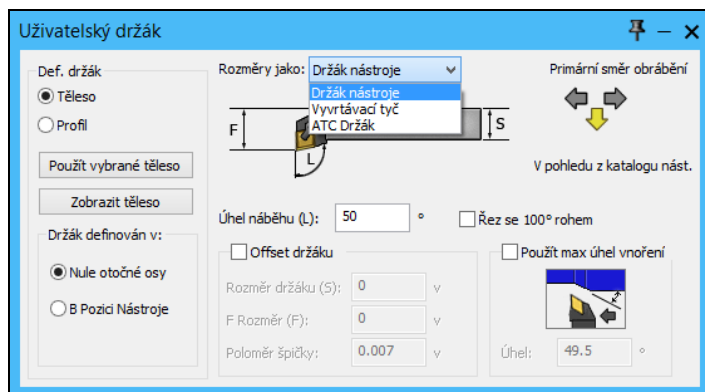 Uživatelský držák
Def. držák
Těleso
Profil
Použít vybrané těleso
Zobrazit těleso
Držák definován v:
Nule otočné osy
B Pozici Nástroje
Rozměry jako: Držák nástroje
Držák nástroje
Vyvrtávací tyč
ATC Držák
F
S
L
Primární směr obrábění
V pohledu z katalogu nást.
Úhel náběhu (L): 50 °
Řez se 100° rohem
Offset držáku
Rozměr držáku (S): 0 v
F Rozměr (F): 0 v
Poloměr špičky: 0.007 v
Použít max úhel vnoření
Úhel: 49.5 °